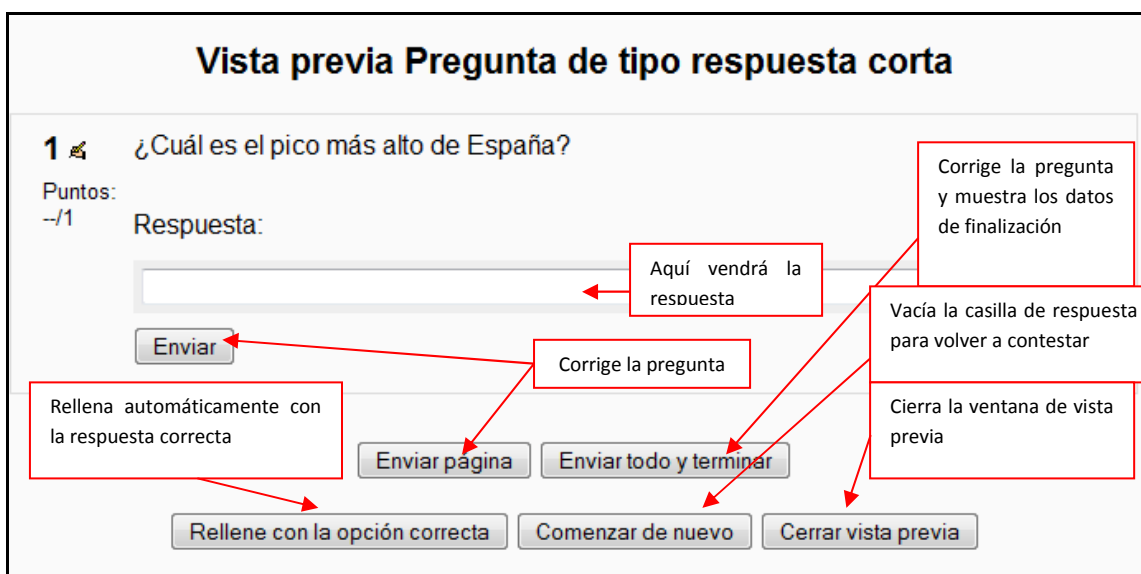 Vista previa Pregunta de tipo respuesta corta
1 ¿Cuál es el pico más alto de España?
Puntos:
--/1
Respuesta:
Corrige la pregunta
y muestra los datos
de finalización
Aquí vendrá la
respuesta
Vacía la casilla de respuesta
para volver a contestar
Enviar
Corrige la pregunta
Rellena automáticamente con
la respuesta correcta
Cierra la ventana de vista
previa
Enviar página
Enviar todo y terminar
Rellene con la opción correcta
Comenzar de nuevo
Cerrar vista previa